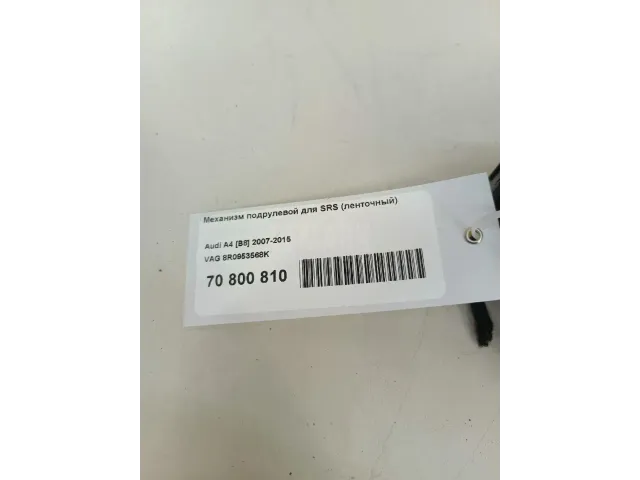 Механизм подрулевой для SRS (ленточный)
Audi A4 [B8] 2007-2015
VAG 8R0953568K
70 800 810